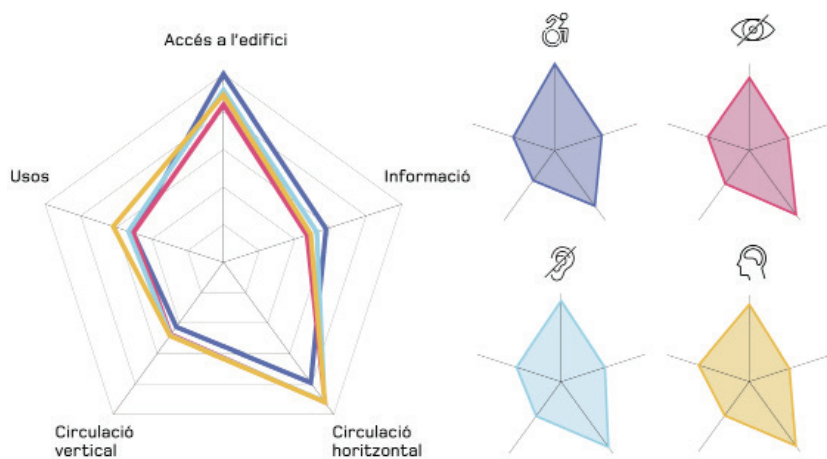 Accés a l'edifici
Usos
Informació
Circulació
vertical
Circulació
horitzontal